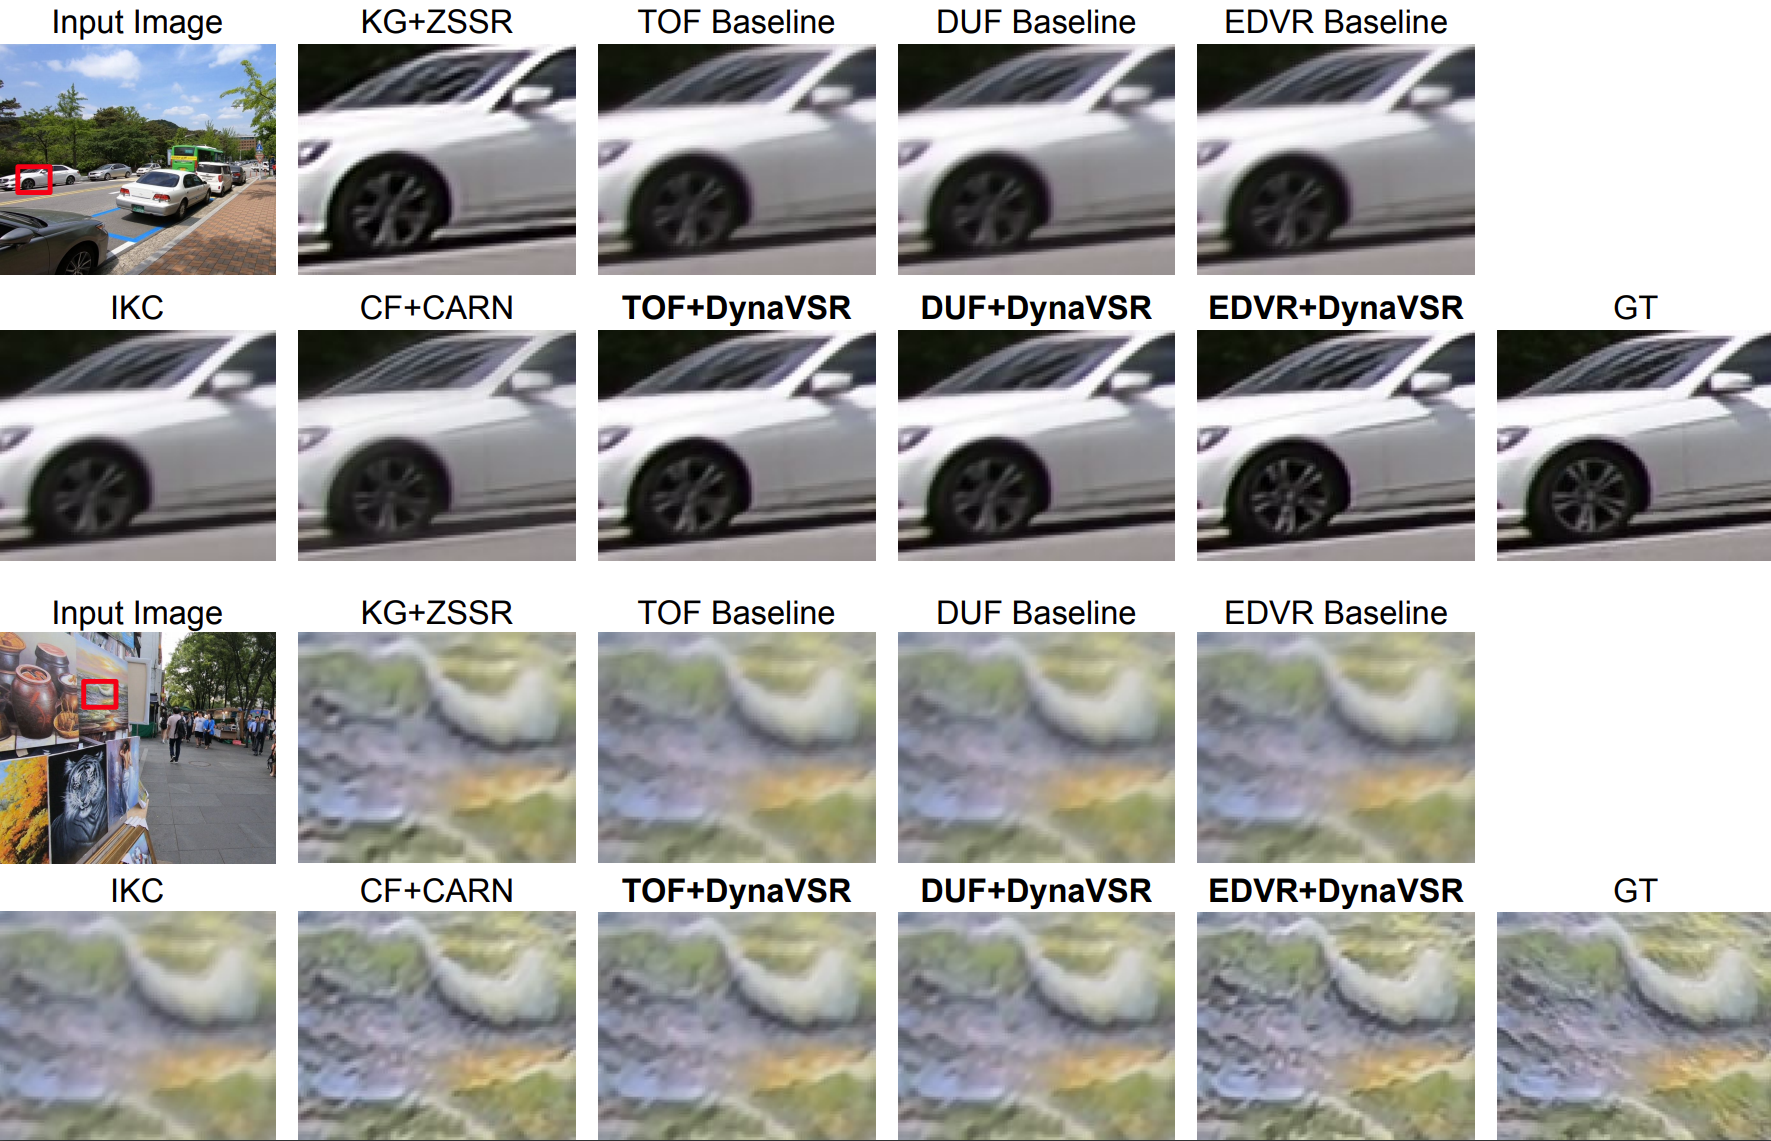 Input Image KG+ZSSR TOF Baseline DUF Baseline EDVR Baseline
IKC CF+CARN TOF+DynaVSR DUF+DynaVSR EDVR+DynaVSR GT
Input Image KG+ZSSR TOF Baseline DUF Baseline EDVR Baseline
IKC CF+CARN TOF+DynaVSR DUF+DynaVSR EDVR+DynaVSR GT